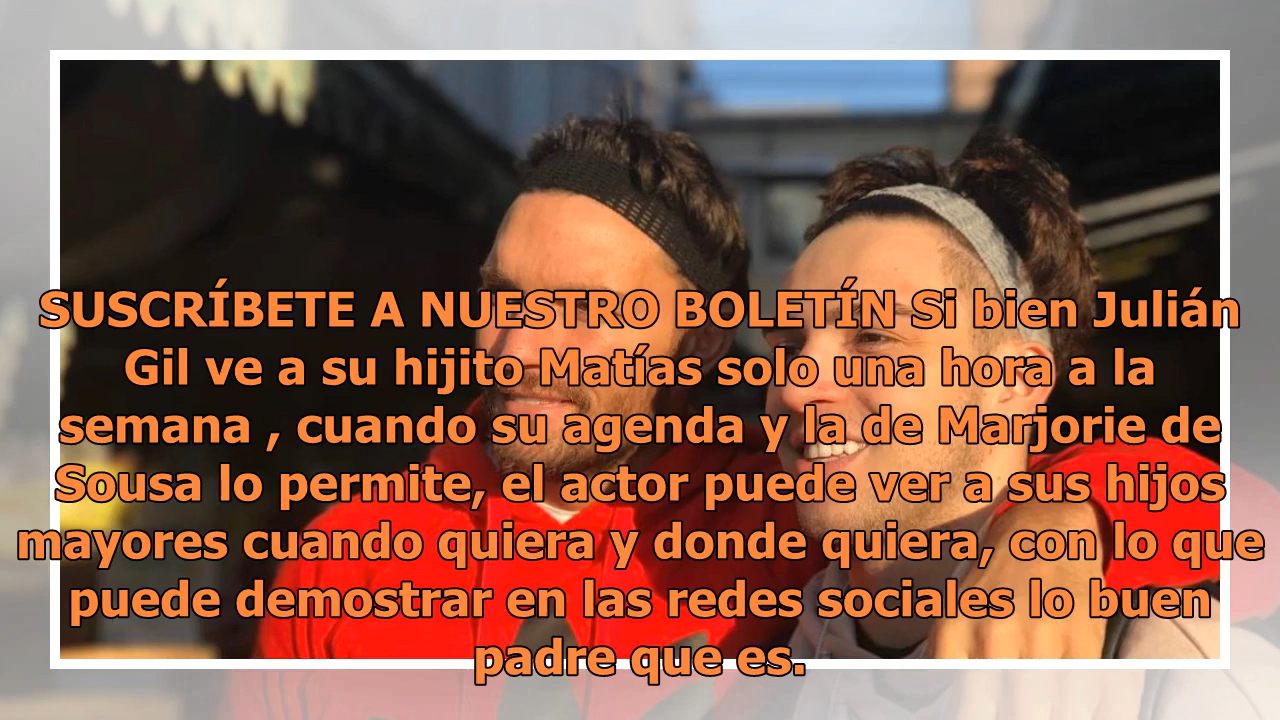 SUSCRÍBETE A NUESTRO BOLETÍN Si bien Julián
Gil ve a su hijito Matías solo una hora a la
semana , cuando su agenda y la de Marjorie de
Sousa lo permite, el actor puede ver a sus hijos
mayores cuando quiera y donde quiera, con lo que
puede demostrar en las redes sociales lo buen
padre que es.